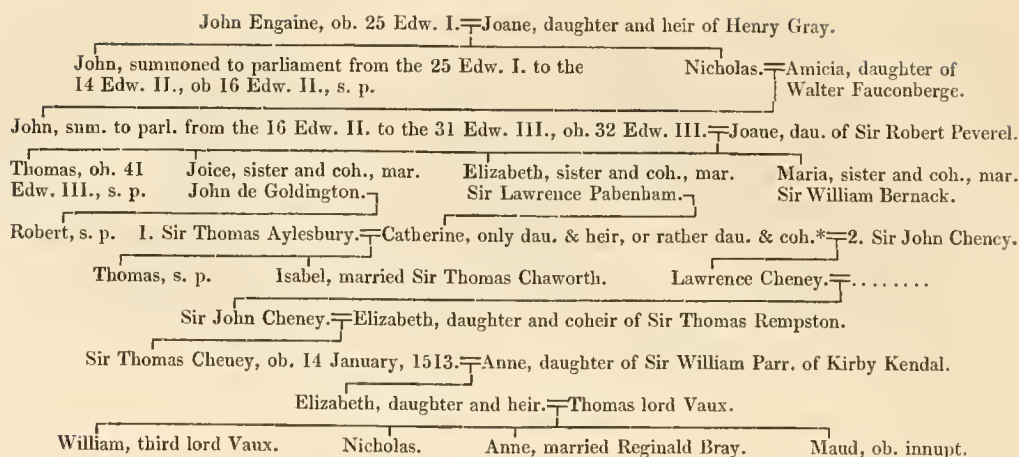 John Engaine, ob. 25 Edw. I.=Joane, daughter and heir of Henry Gray.
John, summoned to parliament from the 25 Edw. I. to the
14 Edw. II., ob 16 Edw. II., s. p.
Nicholas.=Amicia, daughter of
Walter Fauconberge.
John, sum. to parl. from the 16 Edw. II. to the 31 Edw. III., ob. 32 Edw. III.=Joane, dau. of Sir Robert Peverel.
Thomas, ob. 41
Edw. III., s. p.
Joice, sister and coh., mar.
John de Goldington.
Elizabeth, sister and coh., mar.
Sir Lawrence Pabenham.
Maria, sister and coh., mar.
Sir William Bernack.
Robert, s. p.
1. Sir Thomas Aylesbury.=Catherine, only dau. & heir, or rather dau. & coh.*=2. Sir John Cheney.
Thomas, s. p.
Isabel, married Sir Thomas Chaworth.
Lawrence Cheney.=........
Sir John Cheney.=Elizabeth, daughter and coheir of Sir Thomas Rempston.
Sir Thomas Cheney, ob. 14 January, 1513.=Anne, daughter of Sir William Parr, of Kirby Kendal.
Elizabeth, daughter and heir.=Thomas lord Vaux.
William, third lord Vaux.
Nicholas.
Anne, married Reginald Bray.
Maud, ob. innupt.